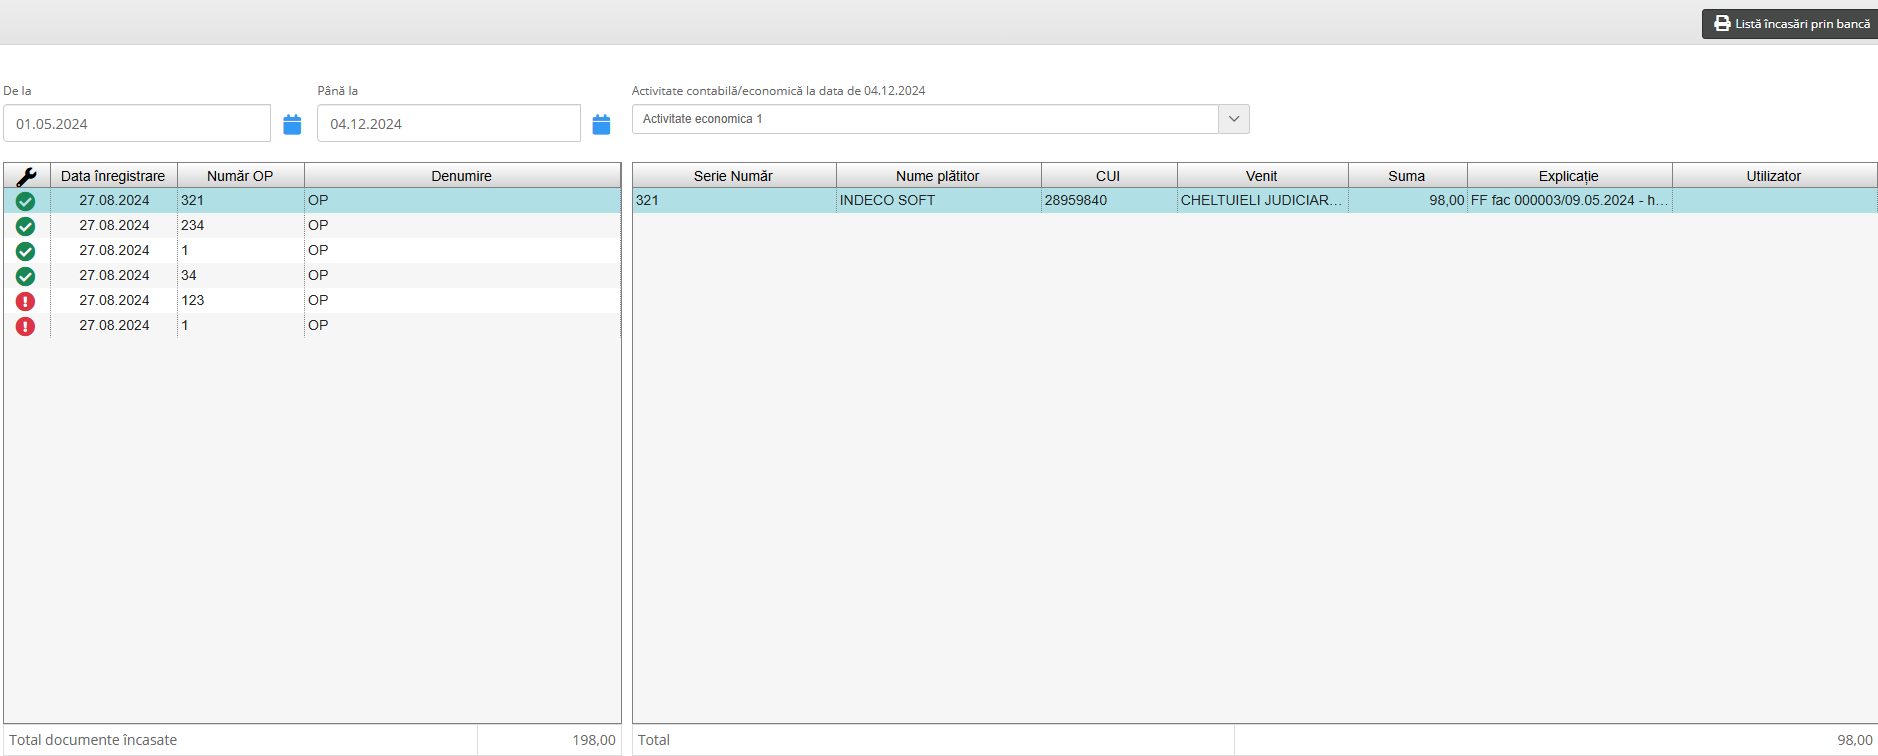 Listă încasări prin bancă
De la
Până la
Activitate contabilă/economică la data de 04.12.2024
01.05.2024
04.12.2024
Activitate economica 1
Data înregistrare Număr OP Denumire
27.08.2024 321 OP
27.08.2024 234 OP
27.08.2024 1 OP
27.08.2024 34 OP
27.08.2024 123 OP
27.08.2024 1 OP
Total documente încasate 198,00
Serie Număr Nume plătitor CUI Venit Suma Explicație Utilizator
321 INDECO SOFT 28959840 CHELTUIELI JUDICIAR... 98,00 FF fac 000003/09.05.2024 - h...
Total 98,00